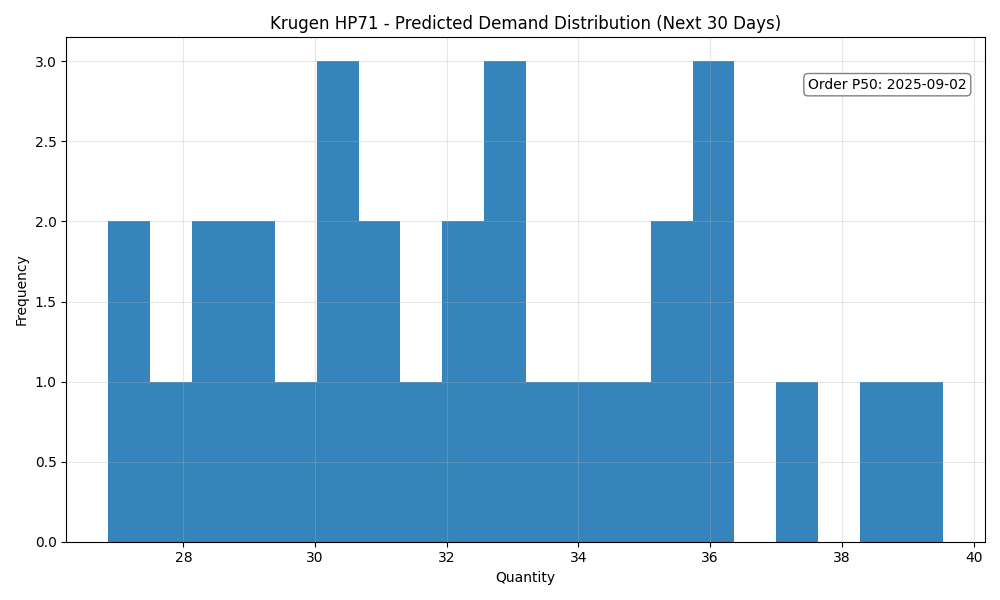 Krugen HP71 - Predicted Demand Distribution (Next 30 Days)
Order P50: 2025-09-02
Frequency
3.0
2.5
2.0
1.5
1.0
0.5
0.0
28 30 32 34 36 38 40
Quantity